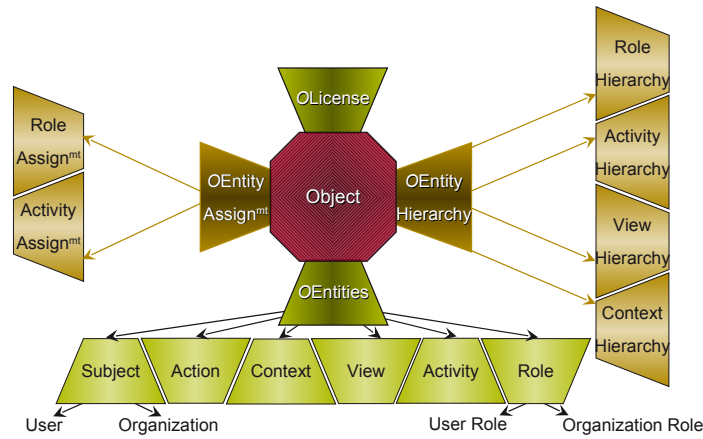 OLicense
Role
Hierarchy
Role
Assignᵐᵗ
Activity
Hierarchy
OEntity
Assignᵐᵗ
Object
OEntity
Hierarchy
Activity
Assignᵐᵗ
View
Hierarchy
OEntities
Context
Hierarchy
Subject
Action
Context
View
Activity
Role
User
Organization
User Role
Organization Role